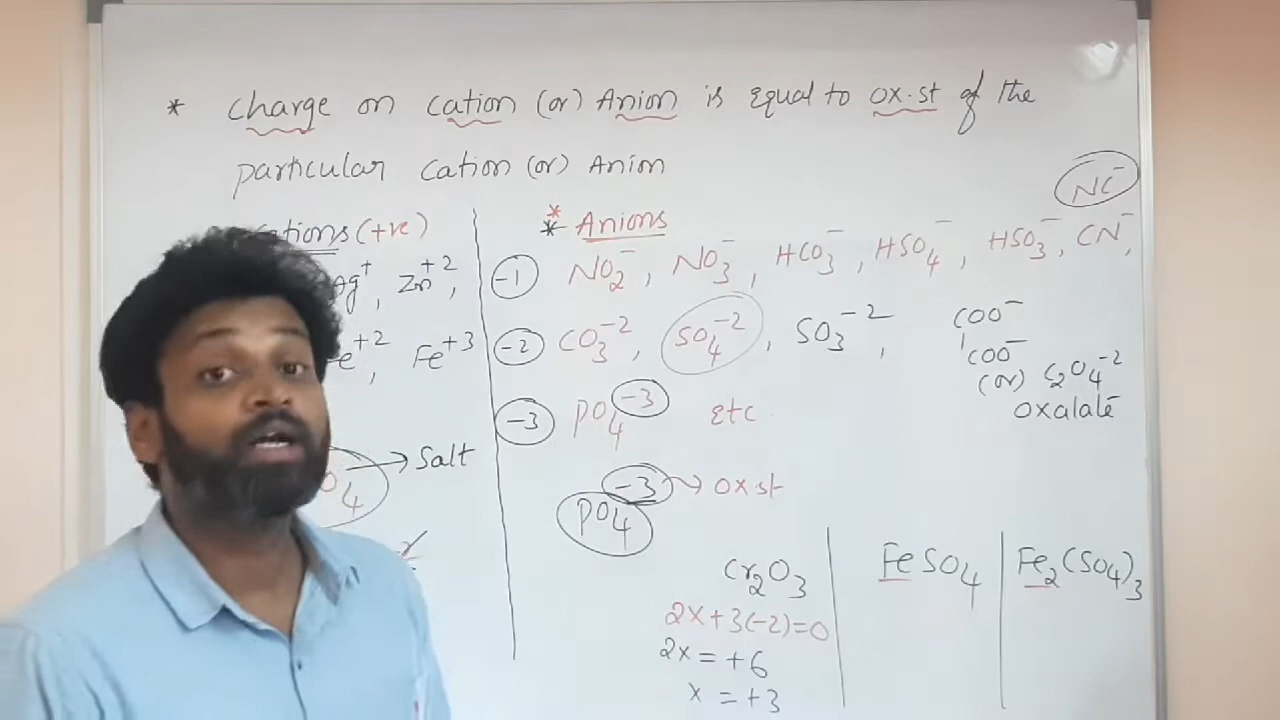 * Charge on cation (or) Anion is Equal to ox.st of the
particular cation (or) Anion
NC⁻
(+ve)
Ag⁺, Zn⁺²,
⁺², Fe⁺³
O₄ → Salt
* Anions
-1 NO₂⁻, NO₃⁻, HCO₃⁻, HSO₄⁻, HSO₃⁻, CN⁻,
-2 CO₃⁻², SO₄⁻², SO₃⁻²,
COO⁻
COO⁻
(or) C₂O₄⁻²
oxalate
-3 PO₄⁻³ Etc
PO₄⁻³ → ox st
Cr₂O₃
2x+3(-2)=0
2x = +6
x = +3
FeSO₄
Fe₂(SO₄)₃